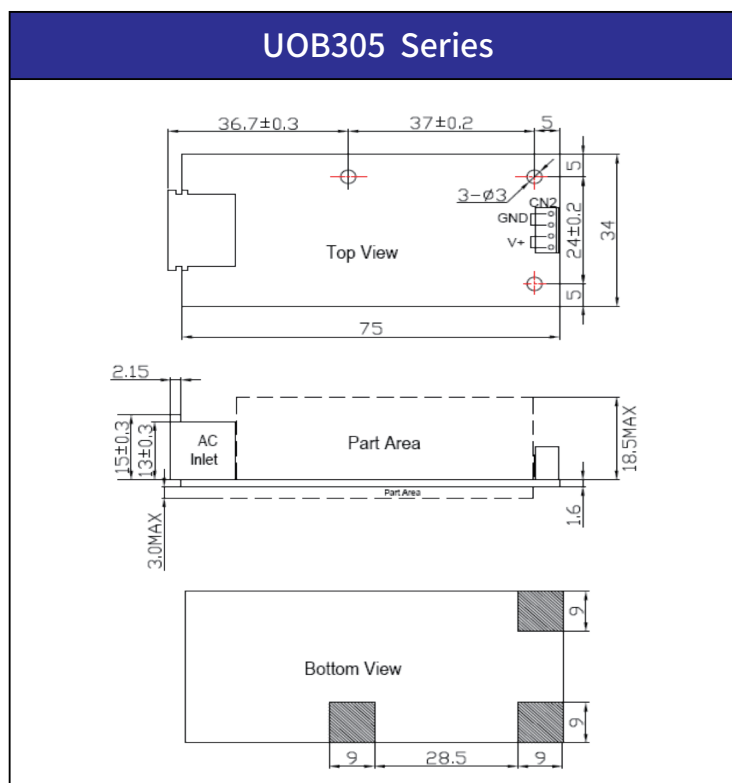 UOB305 Series
36.7±0.3
37±0.2
5
5
3-Ø3
CN2
GND
V+
24±0.2
34
Top View
5
75
2.15
15±0.3
13±0.3
AC
Inlet
Part Area
18.5MAX
Part Area
3.0MAX
1.6
9
Bottom View
9
9
28.5
9